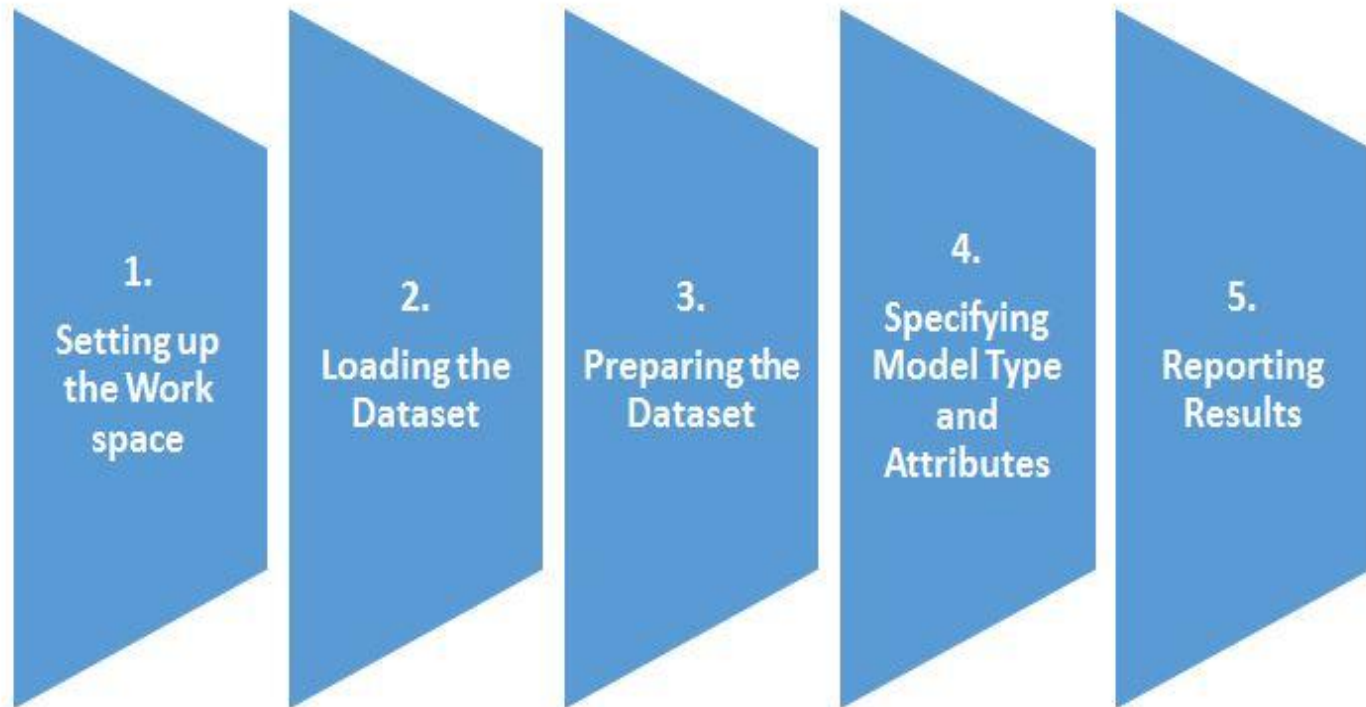 1.
Setting up
the Work
space
2.
Loading the
Dataset
3.
Preparing the
Dataset
4.
Specifying
Model Type
and
Attributes
5.
Reporting
Results